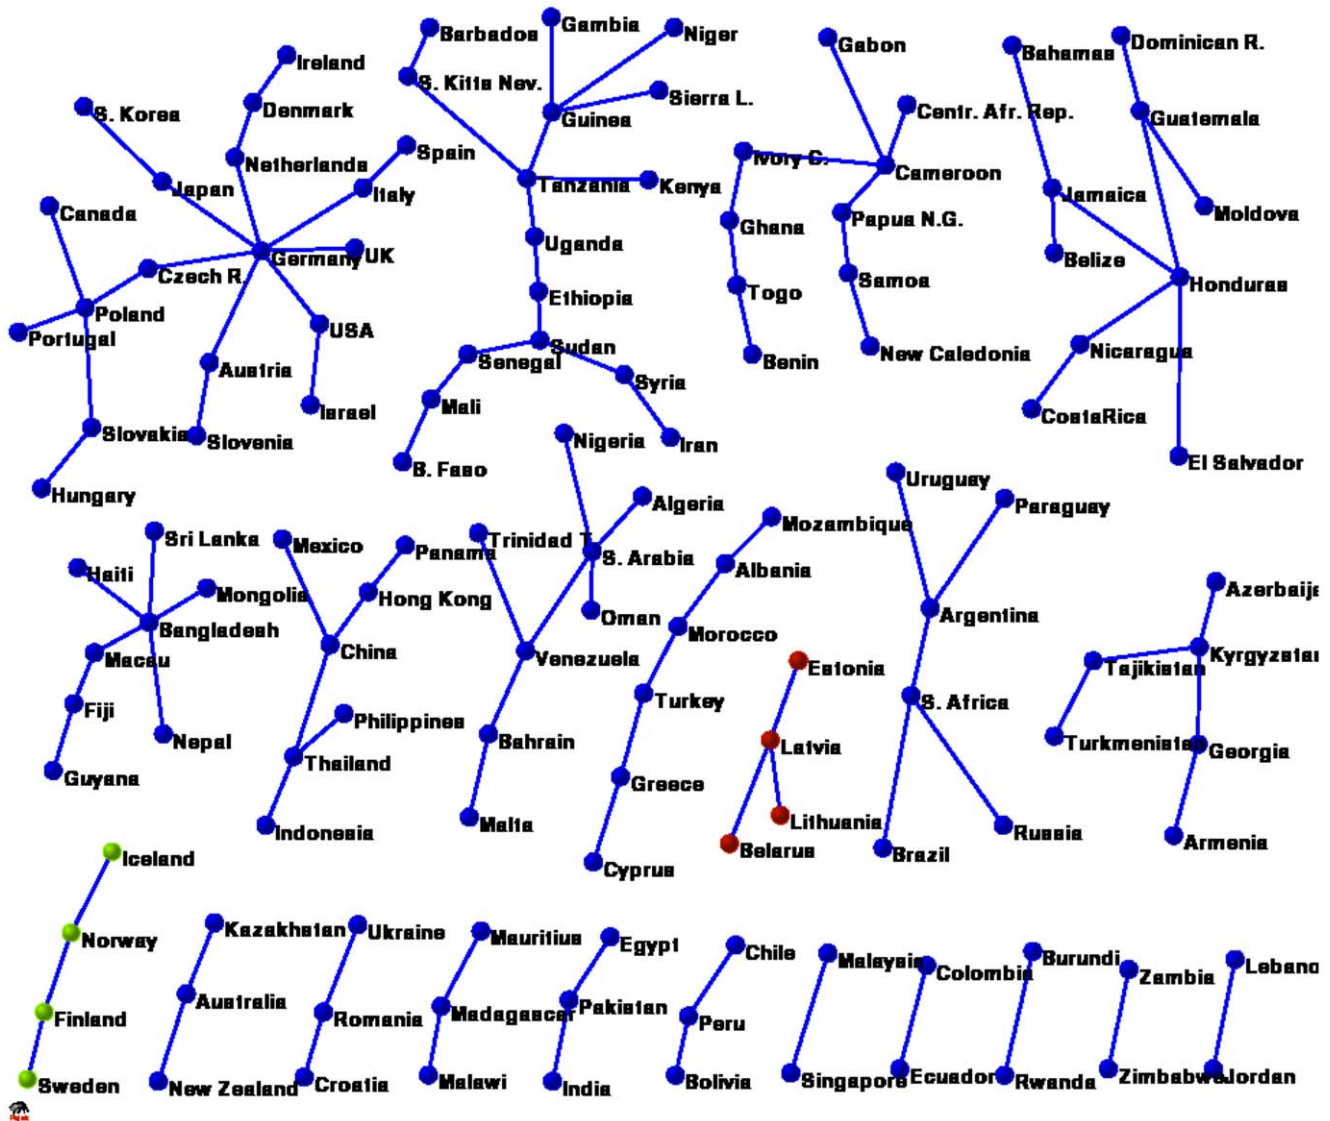 Barbados
Gambia
Niger
Gabon
Bahamas
Dominican R.
Ireland
S. Kitts Nev.
Sierra L.
Centr. Afr. Rep.
Guatemala
S. Korea
Denmark
Guinea
Netherlands
Spain
Ivory C.
Cameroon
Japan
Italy
Tanzania
Kenya
Jamaica
Canada
Ghana
Papua N.G.
Moldova
Germany
UK
Uganda
Belize
Czech R.
Ethiopia
Togo
Samoa
Honduras
Poland
Portugal
USA
Sudan
Senegal
Benin
New Caledonia
Nicaragua
Austria
Syria
Israel
Mali
CostaRica
Slovakia
Slovenia
Nigeria
Iran
B. Faso
El Salvador
Hungary
Uruguay
Algeria
Paraguay
Sri Lanka
Mexico
Panama
Trinidad T.
S. Arabia
Mozambique
Haiti
Albania
Mongolia
Hong Kong
Azerbaij
Bangladesh
Oman
Argentina
Macau
China
Venezuela
Morocco
Estonia
Tajikistan
Kyrgyzsta
Fiji
Philippines
Turkey
S. Africa
Nepal
Bahrain
Latvia
Turkmenistan
Georgia
Guyana
Thailand
Greece
Indonesia
Malta
Lithuania
Russia
Belarus
Brazil
Armenia
Iceland
Cyprus
Norway
Kazakhstan
Ukraine
Mauritius
Egypt
Chile
Malaysia
Colombia
Burundi
Zambia
Lebano
Finland
Australia
Romania
Madagascar
Pakistan
Peru
Sweden
New Zealand
Croatia
Malawi
India
Bolivia
Singapore
Ecuador
Rwanda
Zimbabwe
Jordan